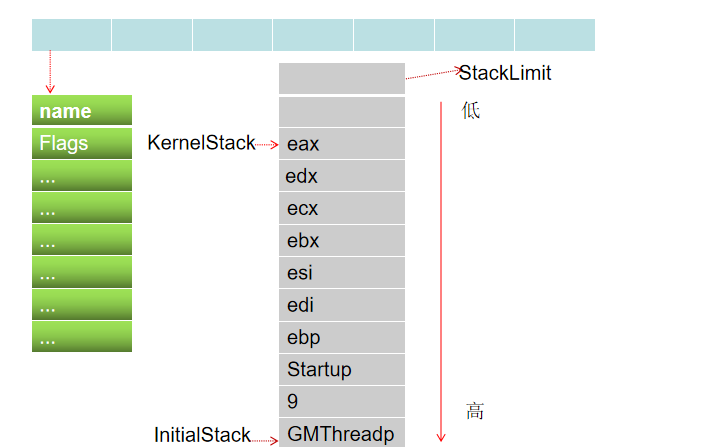 StackLimit
name
低
Flags
KernelStack
eax
...
edx
...
ecx
...
ebx
...
esi
...
edi
...
ebp
Startup
9
高
InitialStack
GMThreadp